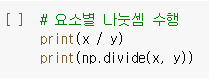 [ ] # 요소별 나눗셈 수행
print(x / y)
print(np.divide(x, y))